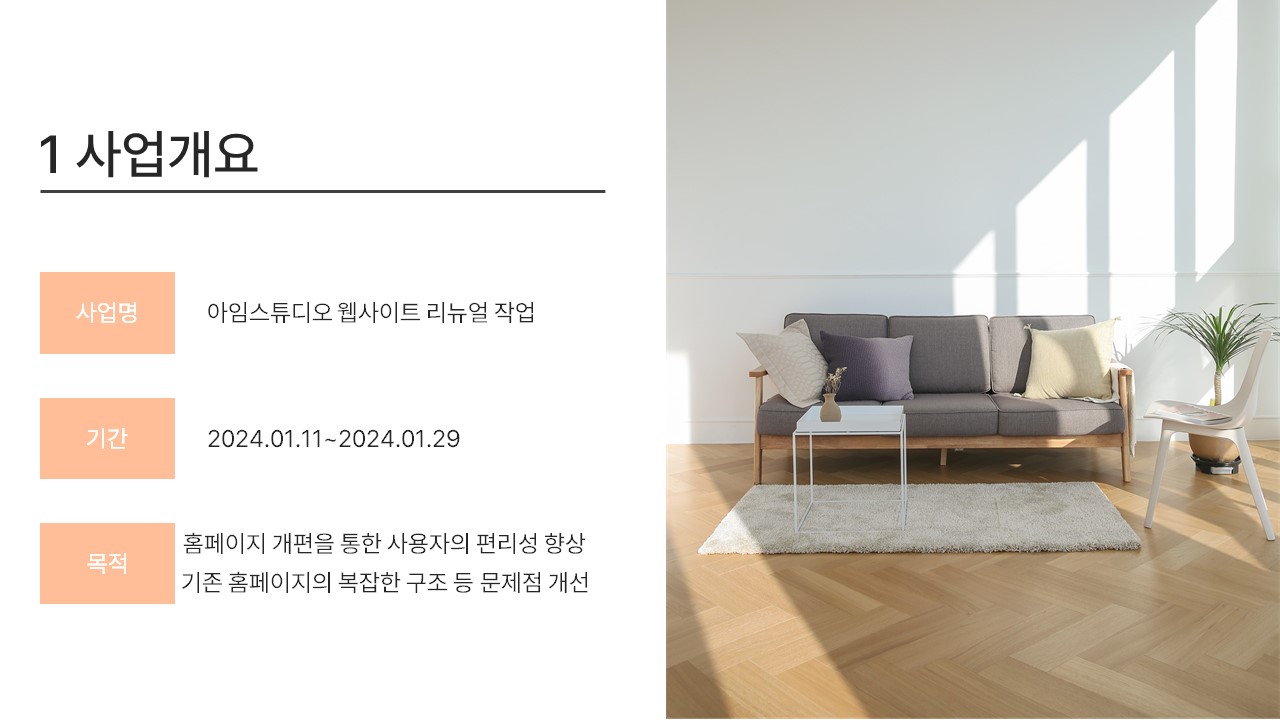 1 사업개요
사업명
아임스튜디오 웹사이트 리뉴얼 작업
기간
2024.01.11~2024.01.29
목적
홈페이지 개편을 통한 사용자의 편리성 향상
기존 홈페이지의 복잡한 구조 등 문제점 개선